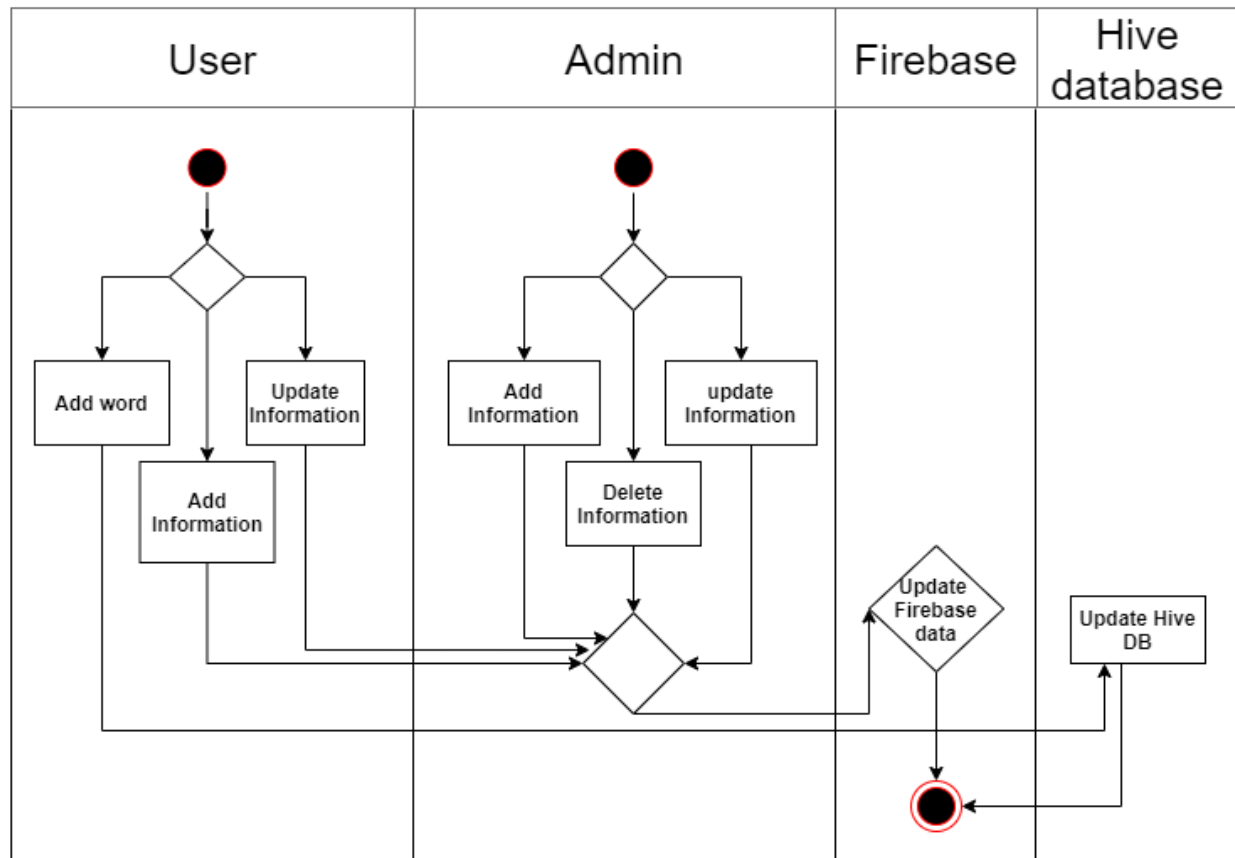 User
Admin
Firebase
Hive
database
Add word
Update
Information
Add
Information
Add
Information
update
Information
Delete
Information
Update
Firebase
data
Update Hive
DB